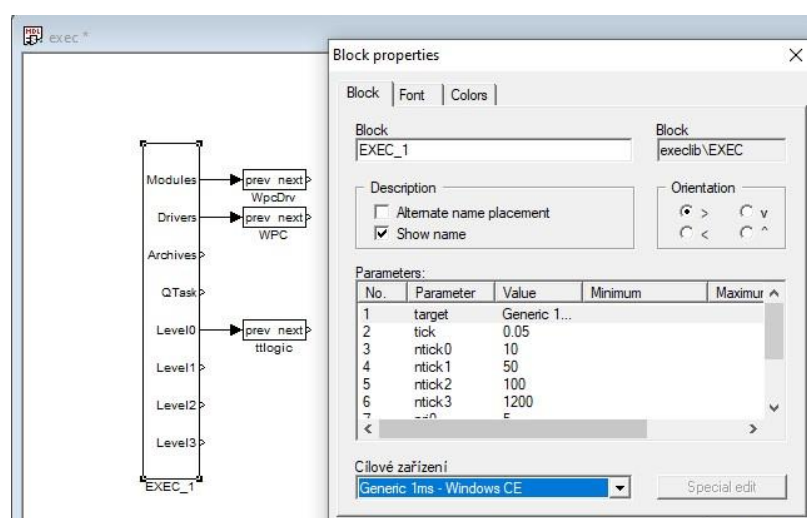 MDL exec *
Modules
prev next
WpcDrv
Drivers
prev next
WPC
Archives
QTask
Level0
prev next
ttlogic
Level1
Level2
Level3
EXEC_1
Block properties
Block Font Colors
Block Block
EXEC_1 execlib\EXEC
Description Orientation
Alternate name placement > v
Show name < ^
Parameters:
No. Parameter Value Minimum Maximur
1 target Generic 1...
2 tick 0.05
3 ntick0 10
4 ntick1 50
5 ntick2 100
6 ntick3 1200
Cílové zařízení
Generic 1ms - Windows CE Special edit